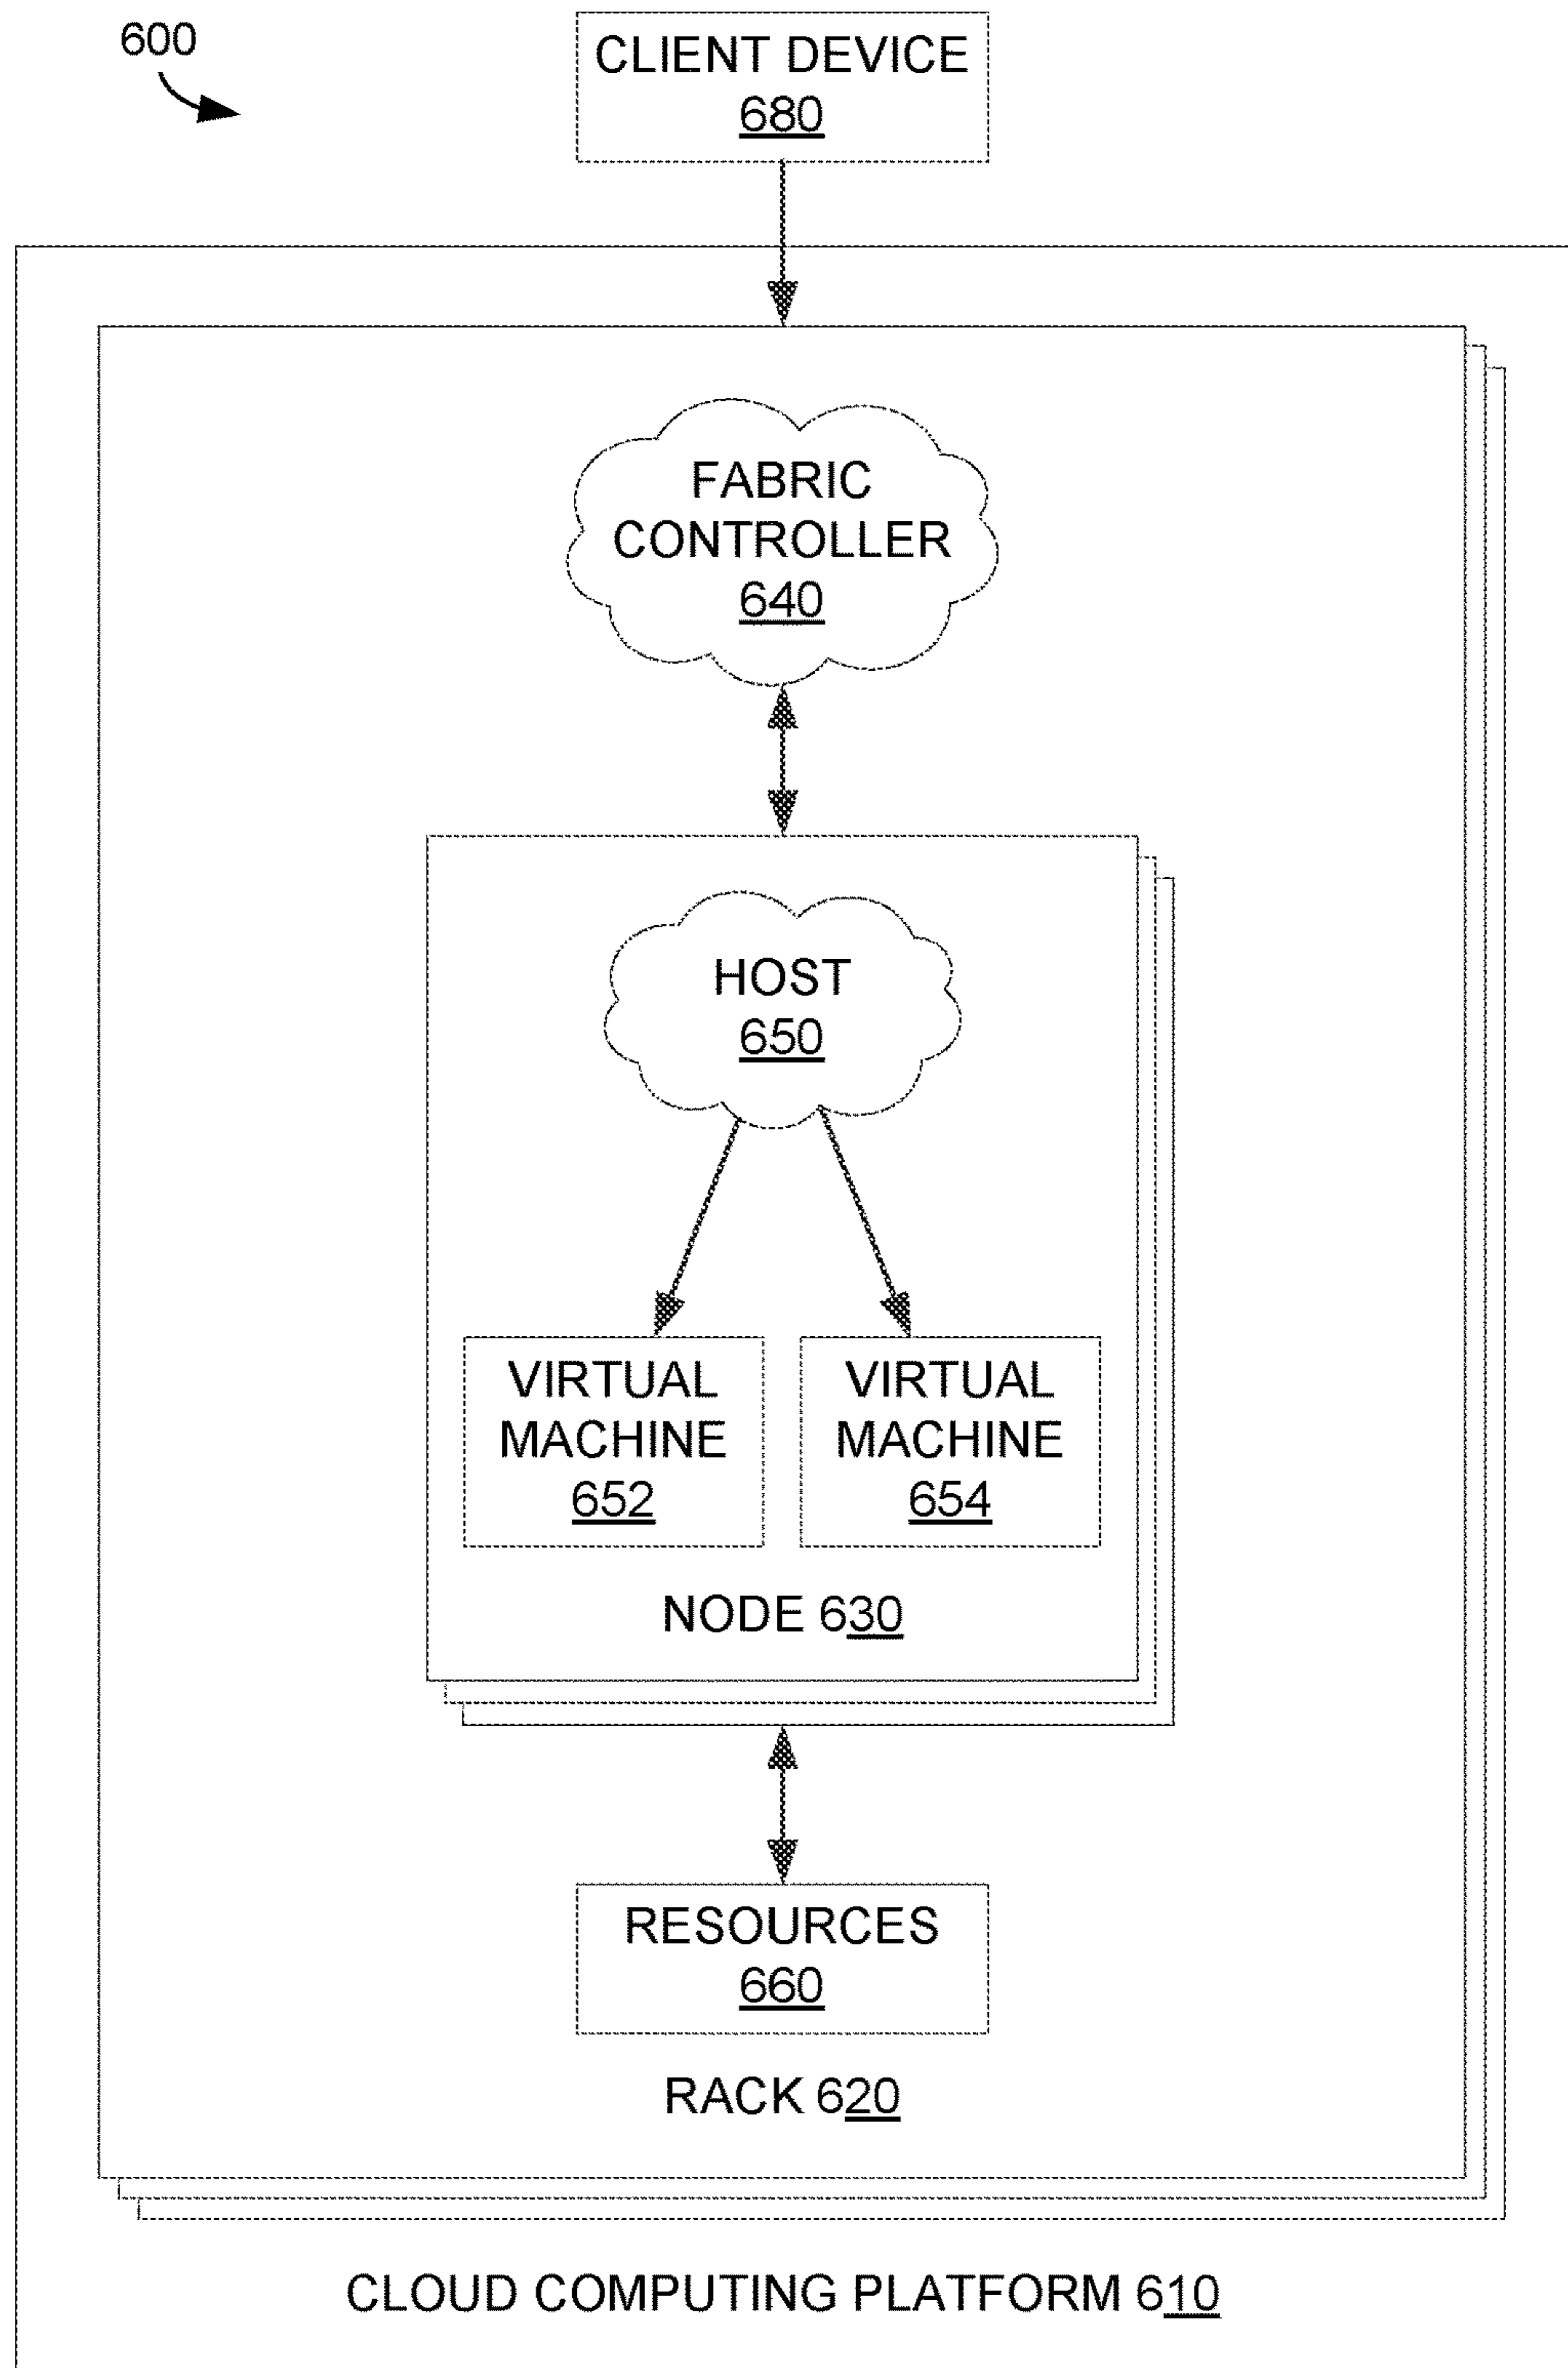 600
CLIENT DEVICE
680
FABRIC
CONTROLLER
640
HOST
650
VIRTUAL
MACHINE
652
VIRTUAL
MACHINE
654
NODE 630
RESOURCES
660
RACK 620
CLOUD COMPUTING PLATFORM 610